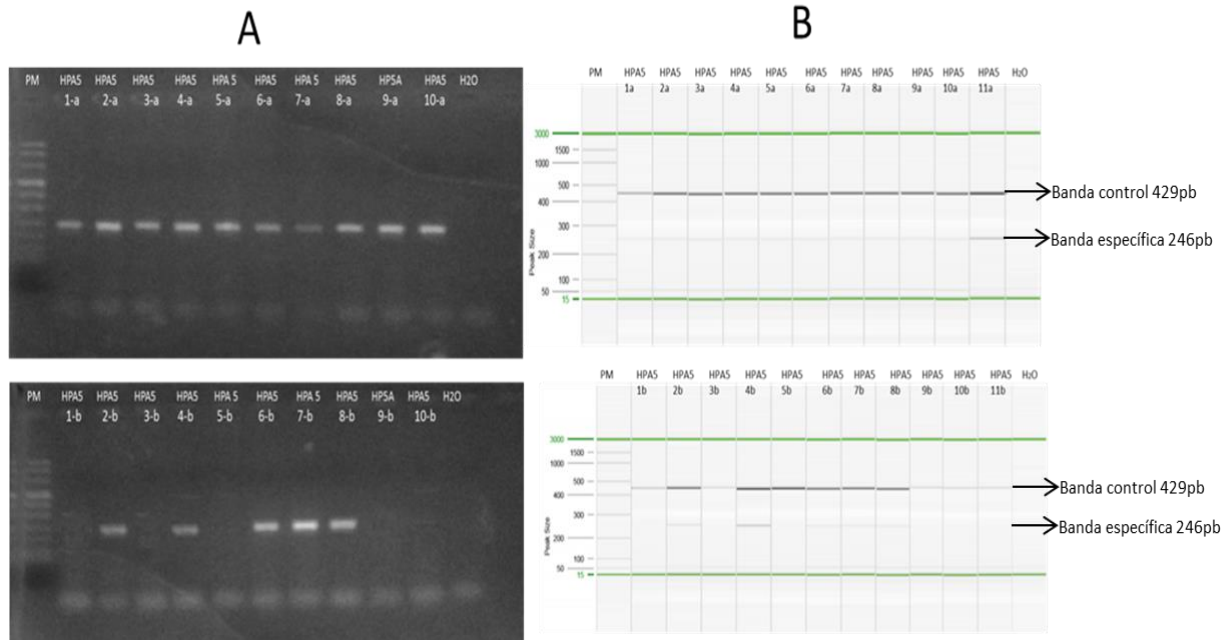 A
B
PM HPA5 HPA5 HPA5 HPA5 HPA 5 HPA5 HPA 5 HPA5 HP5A HPA5 H2O
1-a 2-a 3-a 4-a 5-a 6-a 7-a 8-a 9-a 10-a
PM HPA5 HPA5 HPA5 HPA5 HPA5 HPA5 HPA5 HPA5 HPA5 HPA5 HPA5 H₂O
1a 2a 3a 4a 5a 6a 7a 8a 9a 10a 11a
3000
1500
1000
500
400
300
200
100
50
15
Peak Size
Banda control 429pb
Banda específica 246pb
PM HPA5 HPA5 HPA5 HPA5 HPA 5 HPA5 HPA 5 HPA5 HPSA HPA5 H2O
1-b 2-b 3-b 4-b 5-b 6-b 7-b 8-b 9-b 10-b
PM HPA5 HPA5 HPA5 HPA5 HPA5 HPA5 HPA5 HPA5 HPA5 HPA5 HPA5 H₂O
1b 2b 3b 4b 5b 6b 7b 8b 9b 10b 11b
3000
1500
1000
500
400
300
200
100
50
15
Peak Size
Banda control 429pb
Banda específica 246pb